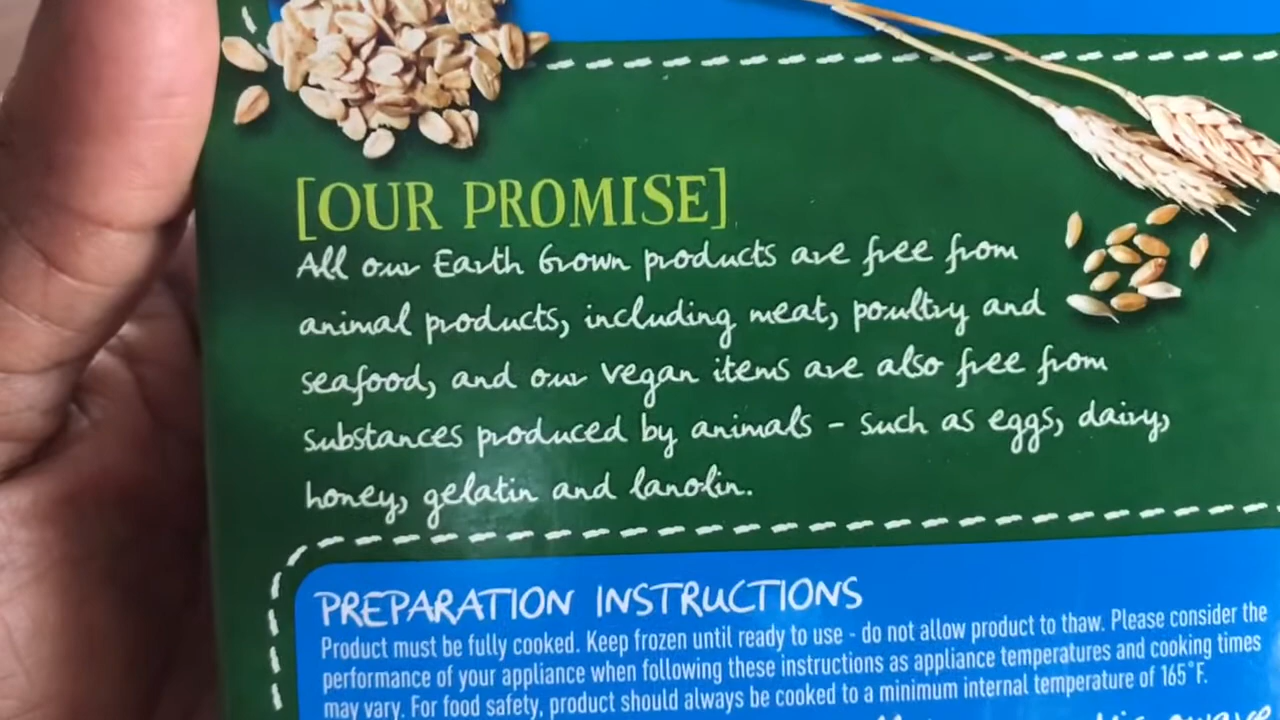 [OUR PROMISE]
All our Earth Grown products are free from
animal products, including meat, poultry and
seafood, and our vegan items are also free from
substances produced by animals - such as eggs, dairy,
honey, gelatin and lanolin.
PREPARATION INSTRUCTIONS
Product must be fully cooked. Keep frozen until ready to use - do not allow product to thaw. Please consider the
performance of your appliance when following these instructions as appliance temperatures and cooking times
may vary. For food safety, product should always be cooked to a minimum internal temperature of 165°F.